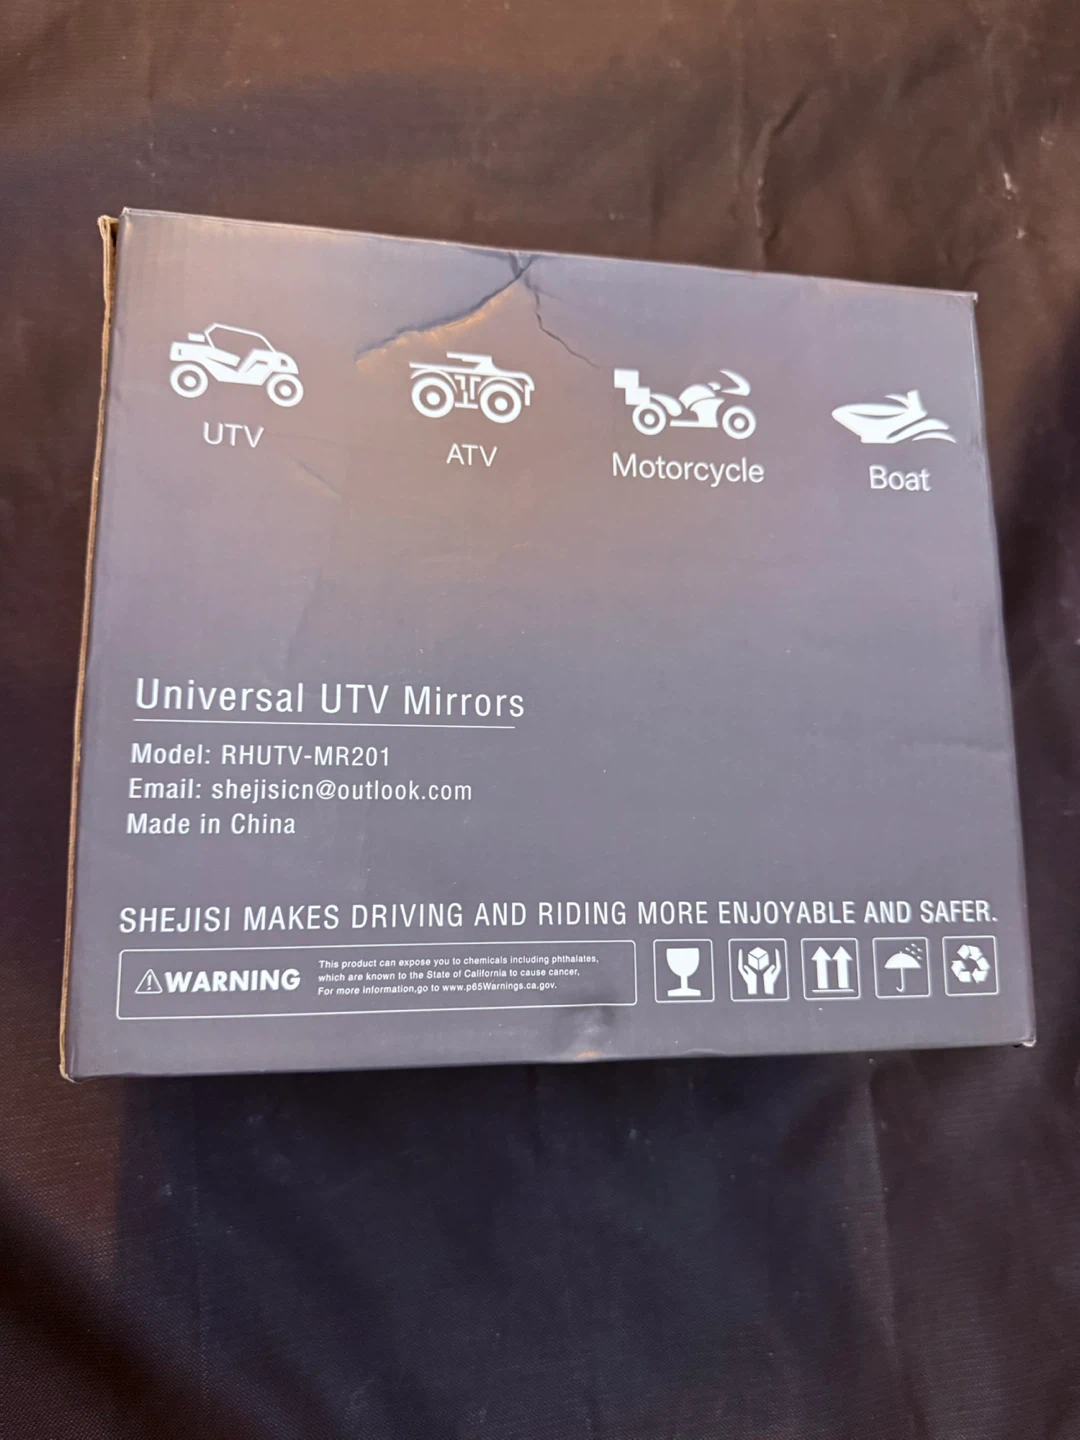 UTV
ATV
Motorcycle
Boat
Universal UTV Mirrors
Model: RHUTV-MR201
Email: shejisicn@outlook.com
Made in China
SHEJISI MAKES DRIVING AND RIDING MORE ENJOYABLE AND SAFER.
WARNING
This product can expose you to chemicals including phthalates,
which are known to the State of California to cause cancer,
For more information,go to www.p65Warnings.ca.gov.